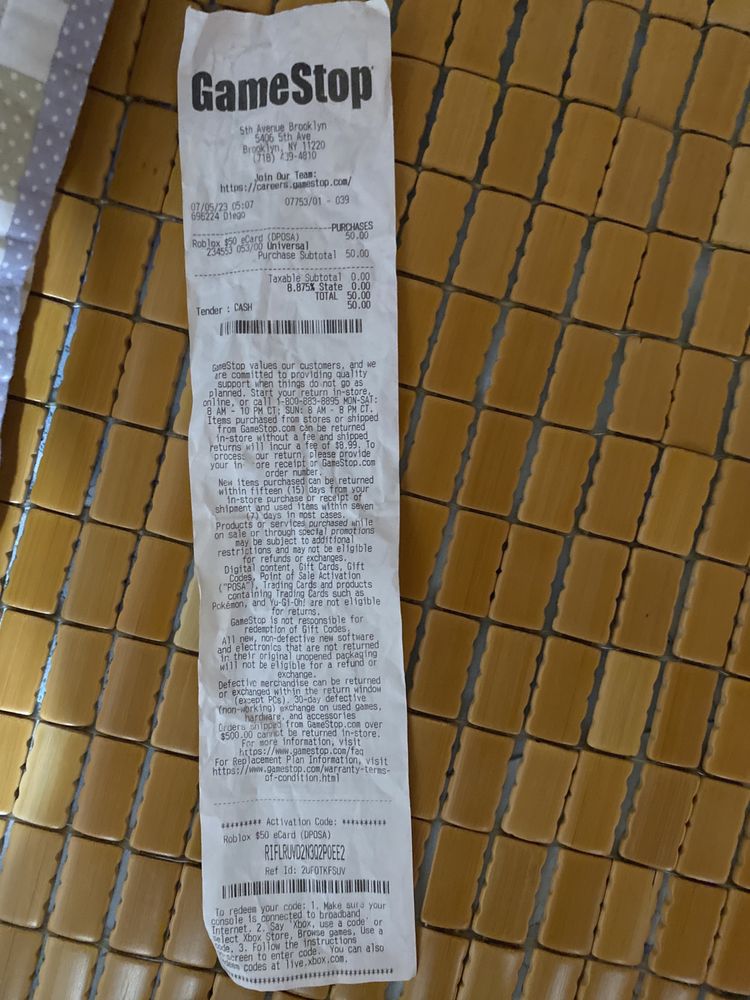 GameStop
5th Avenue Brooklyn
5406 5th Ave
Brooklyn, NY 11220
(718) 439-4810
Join Our Team:
https://careers.gamestop.com/
07/05/23 05:07 07753/01 - 039
696224 Diego
PURCHASES
Roblox $50 eCard (DPOSA) 50.00
234553 053/00 Universal
Purchase Subtotal 50.00
Taxable Subtotal 0.00
8.875% State 0.00
TOTAL 50.00
Tender : CASH 50.00
GameStop values our customers, and we
are committed to providing quality
support when things do not go as
planned. Start your return in-store,
online, or call 1-800-883-8895 MON-SAT:
8 AM - 10 PM CT: SUN: 8 AM - 8 PM CT.
Items purchased from stores or shipped
from GameStop.com can be returned
in-store without a fee and shipped
returns will incur a fee of $8.99. To
process our return, please provide
your in- ore receipt or GameStop.com
order number.
New items purchased can be returned
within fifteen (15) days from your
in-store purchase or receipt of
shipment and used items within seven
(7) days in most cases.
Products or services purchased while
on sale or through special promotions
may be subject to additional
restrictions and may not be eligible
for refunds or exchanges.
Digital content, Gift Cards, Gift
Codes, Point of Sale Activation
("POSA"), Trading Cards and products
containing Trading Cards such as
Pokémon, and Yu-Gi-Oh! are not eligible
for returns.
GameStop is not responsible for
redemption of Gift Codes.
All new, non-defective new software
and electronics that are not returned
in their original unopened packaging
will not be eligible for a refund or
exchange.
Defective merchandise can be returned
or exchanged within the return window
(except PCs). 30-day defective
(non-working) exchange on used games,
hardware, and accessories
Orders shipped from GameStop.com over
$500.00 cannot be returned in-store.
For more information, visit
https://www.gamestop.com/faq
For Replacement Plan Information, visit
https://www.gamestop.com/warranty-terms-
of-condition.html
********* Activation Code: **********
Roblox $50 eCard (DPOSA)
RIFLRUVD2N302P0EE2
Ref Id: 2UFOTKFSUV
To redeem your code: 1. Make sure your
console is connected to broadband
Internet. 2. Say 'Xbox, use a code' or
select Xbox Store, Browse games, Use a
code. 3. Follow the instructions
screen to enter code. You can also
codes at live.xbox.com.